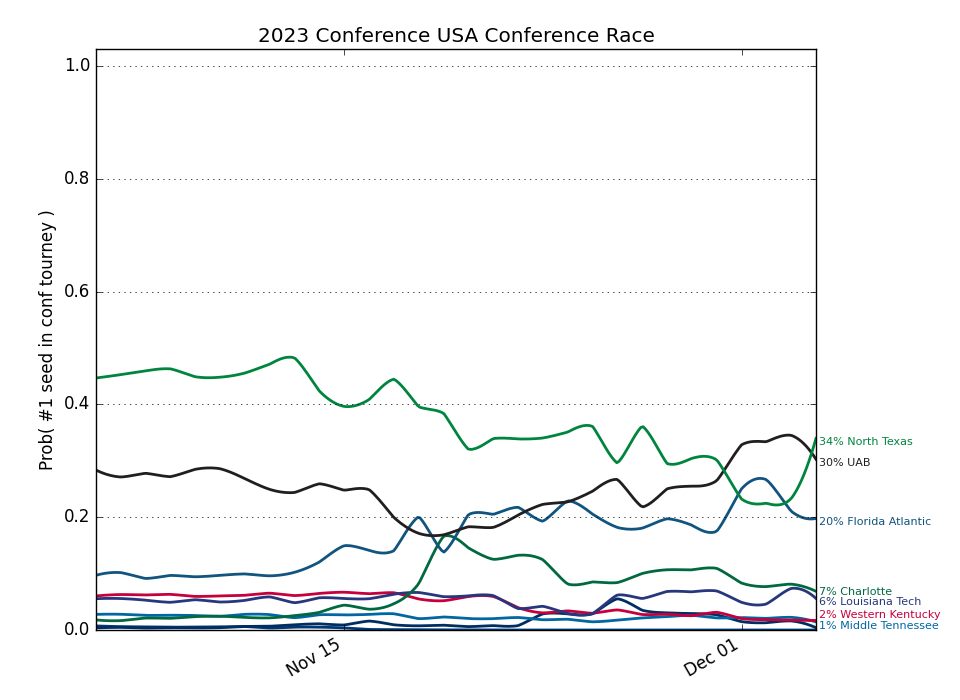 2023 Conference USA Conference Race
Prob( #1 seed in conf tourney )
1.0
0.8
0.6
0.4
0.2
0.0
34% North Texas
30% UAB
20% Florida Atlantic
7% Charlotte
6% Louisiana Tech
2% Western Kentucky
1% Middle Tennessee
Nov 15
Dec 01